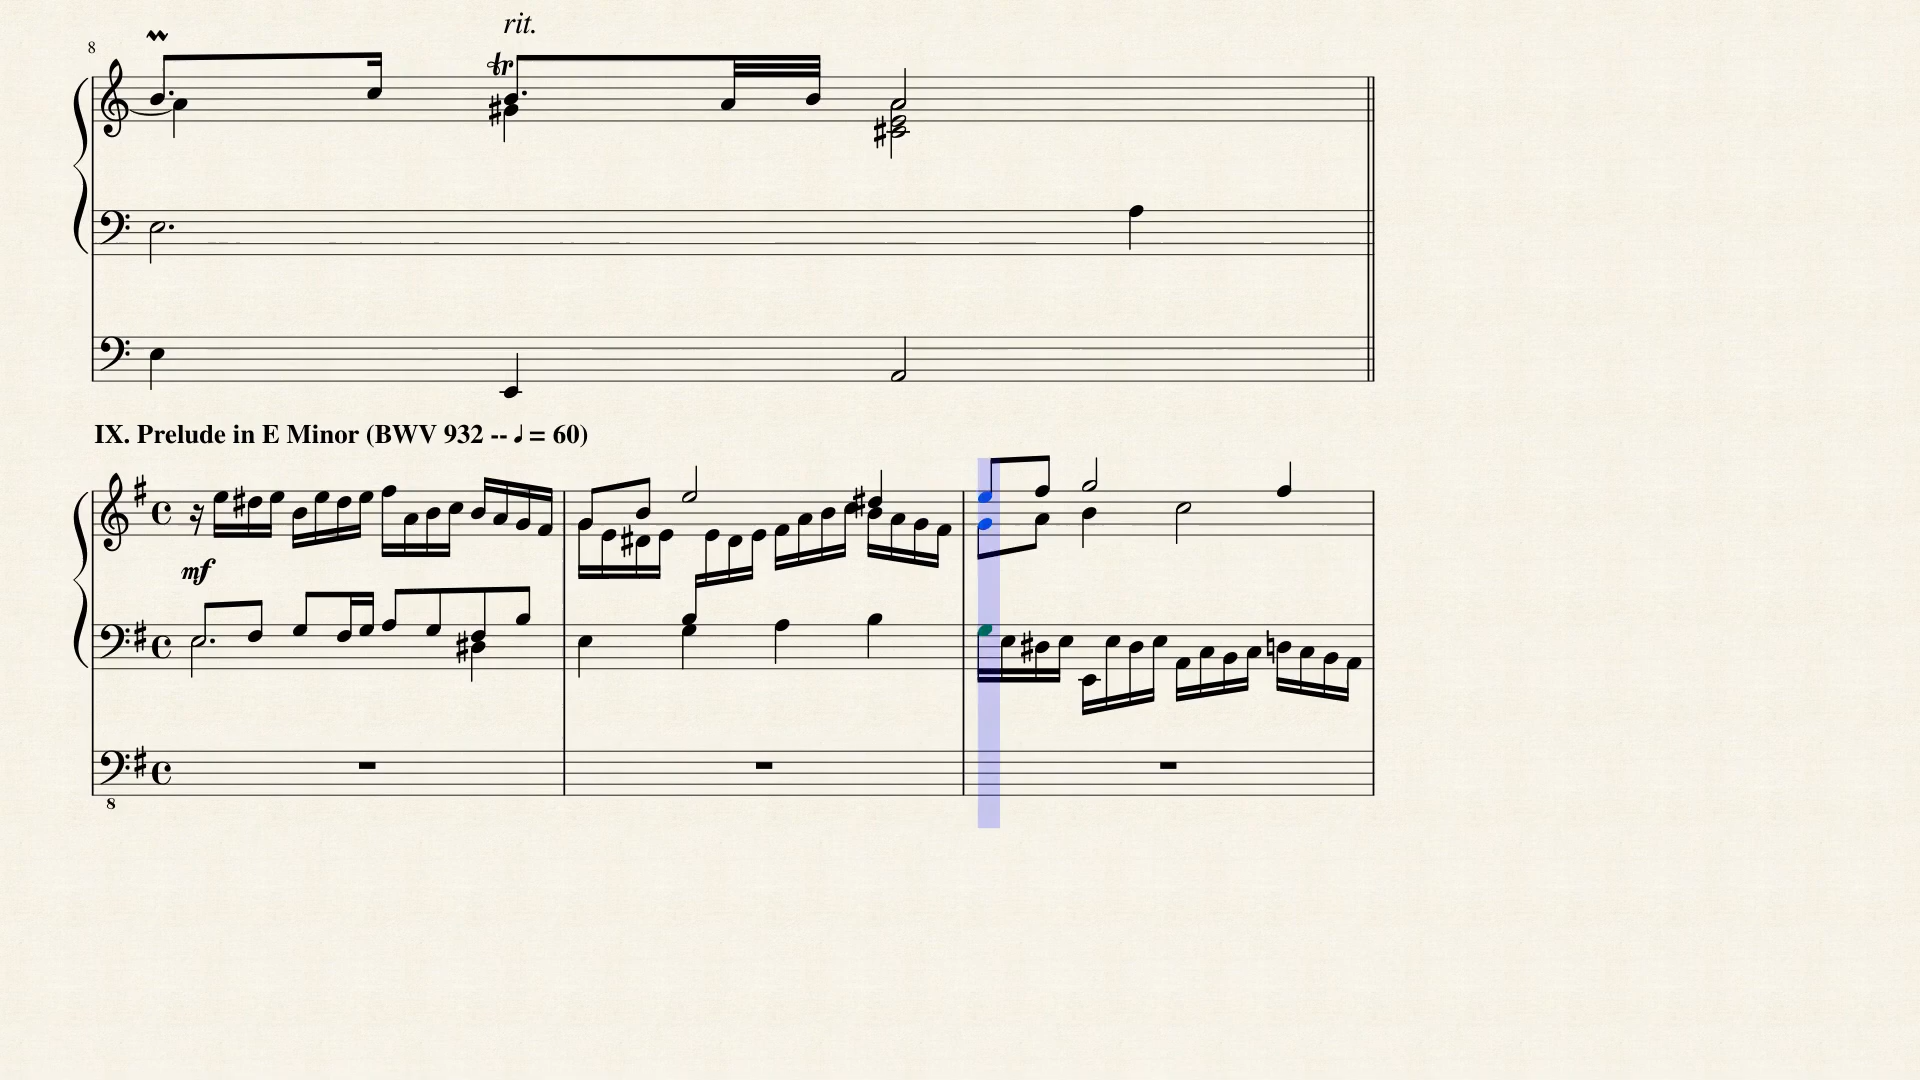 rit.
8
tr
IX. Prelude in E Minor (BWV 932 -- ♩ = 60)
mf
8